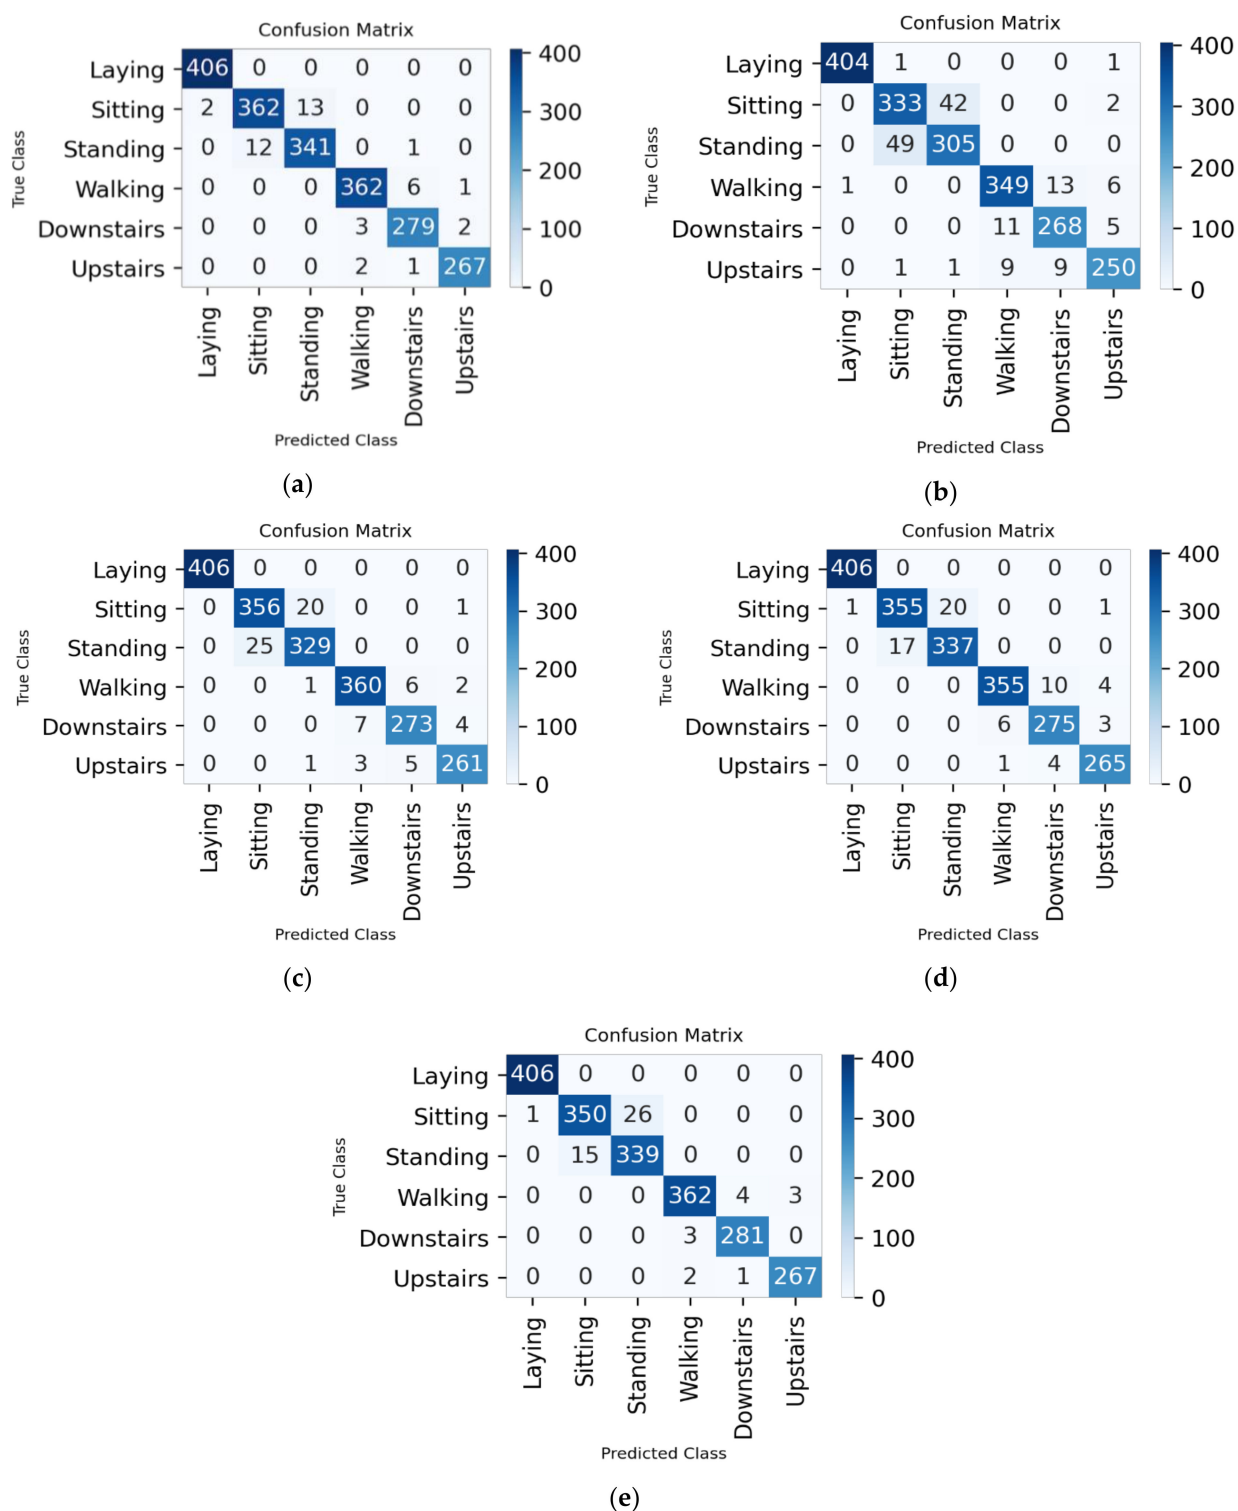 Confusion Matrix
True Class
Laying 406 0 0 0 0 0
Sitting 2 362 13 0 0 0
Standing 0 12 341 0 1 0
Walking 0 0 0 362 6 1
Downstairs 0 0 0 3 279 2
Upstairs 0 0 0 2 1 267
400
300
200
100
0
Laying Sitting Standing Walking Downstairs Upstairs
Predicted Class
(a)
Confusion Matrix
True Class
Laying 404 1 0 0 0 1
Sitting 0 333 42 0 0 2
Standing 0 49 305 0 0 0
Walking 1 0 0 349 13 6
Downstairs 0 0 0 11 268 5
Upstairs 0 1 1 9 9 250
400
300
200
100
0
Laying Sitting Standing Walking Downstairs Upstairs
Predicted Class
(b)
Confusion Matrix
True Class
Laying 406 0 0 0 0 0
Sitting 0 356 20 0 0 1
Standing 0 25 329 0 0 0
Walking 0 0 1 360 6 2
Downstairs 0 0 0 7 273 4
Upstairs 0 0 1 3 5 261
400
300
200
100
0
Laying Sitting Standing Walking Downstairs Upstairs
Predicted Class
(c)
Confusion Matrix
True Class
Laying 406 0 0 0 0 0
Sitting 1 355 20 0 0 1
Standing 0 17 337 0 0 0
Walking 0 0 0 355 10 4
Downstairs 0 0 0 6 275 3
Upstairs 0 0 0 1 4 265
400
300
200
100
0
Laying Sitting Standing Walking Downstairs Upstairs
Predicted Class
(d)
Confusion Matrix
True Class
Laying 406 0 0 0 0 0
Sitting 1 350 26 0 0 0
Standing 0 15 339 0 0 0
Walking 0 0 0 362 4 3
Downstairs 0 0 0 3 281 0
Upstairs 0 0 0 2 1 267
400
300
200
100
0
Laying Sitting Standing Walking Downstairs Upstairs
Predicted Class
(e)